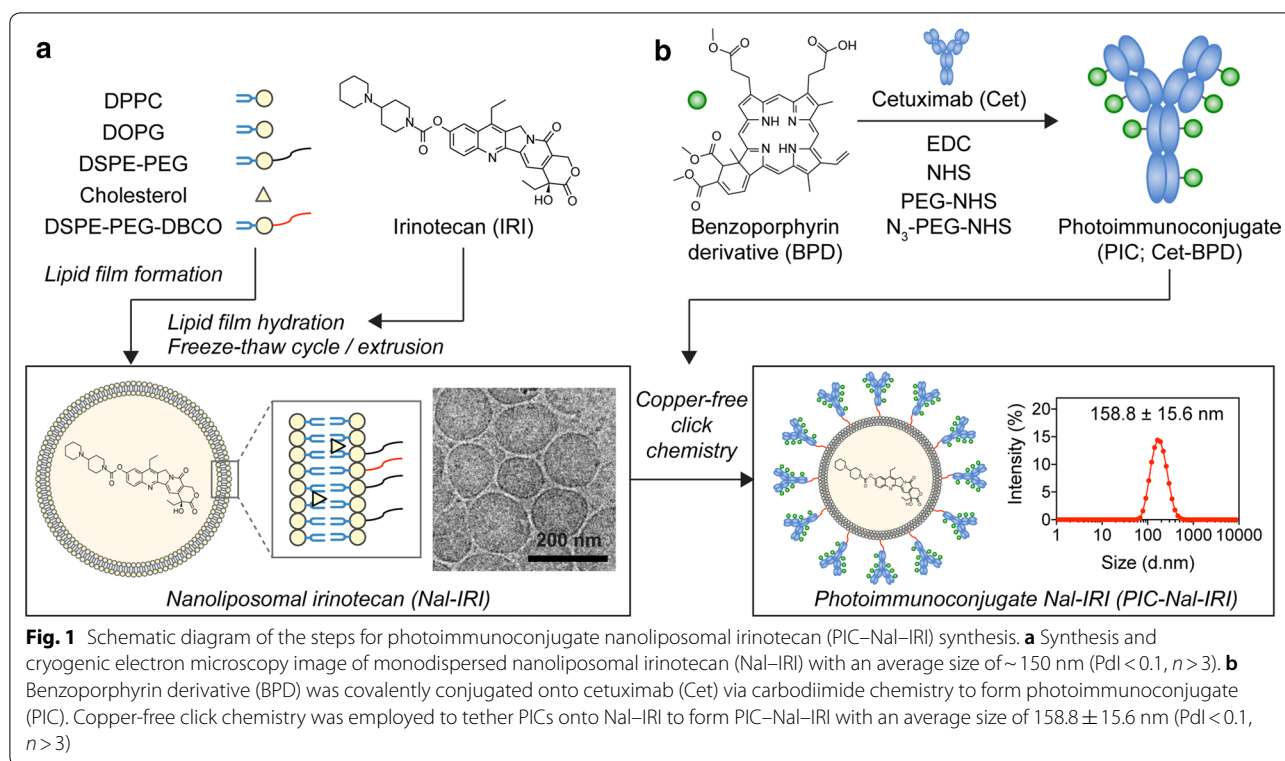 a
DPPC
DOPG
DSPE-PEG
Cholesterol
DSPE-PEG-DBCO
Lipid film formation
N
N
O
O
N
N
O
O
O
HO
Irinotecan (IRI)
Lipid film hydration
Freeze-thaw cycle / extrusion
N
N
O
O
N
N
O
O
O
HO
200 nm
Nanoliposomal irinotecan (Nal-IRI)
b
O
O
O
OH
NH
N
N
HN
O
O
O
O
Benzoporphyrin
derivative (BPD)
Cetuximab (Cet)
EDC
NHS
PEG-NHS
N₃-PEG-NHS
Photoimmunoconjugate
(PIC; Cet-BPD)
Copper-free
click
chemistry
N
N
O
O
N
N
O
O
O
HO
158.8 ± 15.6 nm
Intensity (%)
20
15
10
5
0
1 10 100 1000 10000
Size (d.nm)
Photoimmunoconjugate Nal-IRI (PIC-Nal-IRI)
Fig. 1 Schematic diagram of the steps for photoimmunoconjugate nanoliposomal irinotecan (PIC–Nal–IRI) synthesis. a Synthesis and
cryogenic electron microscopy image of monodispersed nanoliposomal irinotecan (Nal–IRI) with an average size of ~ 150 nm (PdI < 0.1, n > 3). b
Benzoporphyrin derivative (BPD) was covalently conjugated onto cetuximab (Cet) via carbodiimide chemistry to form photoimmunoconjugate
(PIC). Copper-free click chemistry was employed to tether PICs onto Nal–IRI to form PIC–Nal–IRI with an average size of 158.8 ± 15.6 nm (PdI < 0.1,
n > 3)